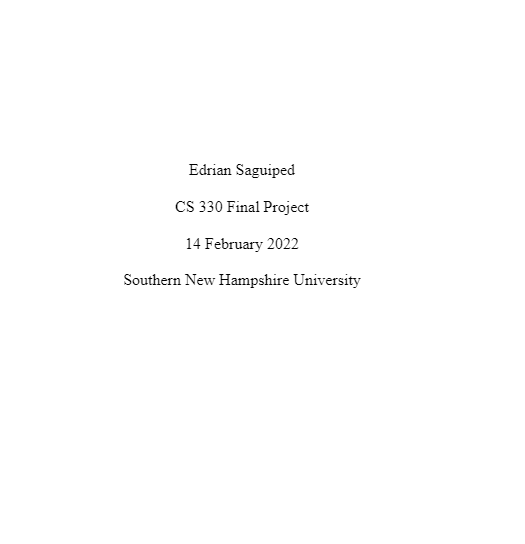 Edrian Saguiped
CS 330 Final Project
14 February 2022
Southern New Hampshire University